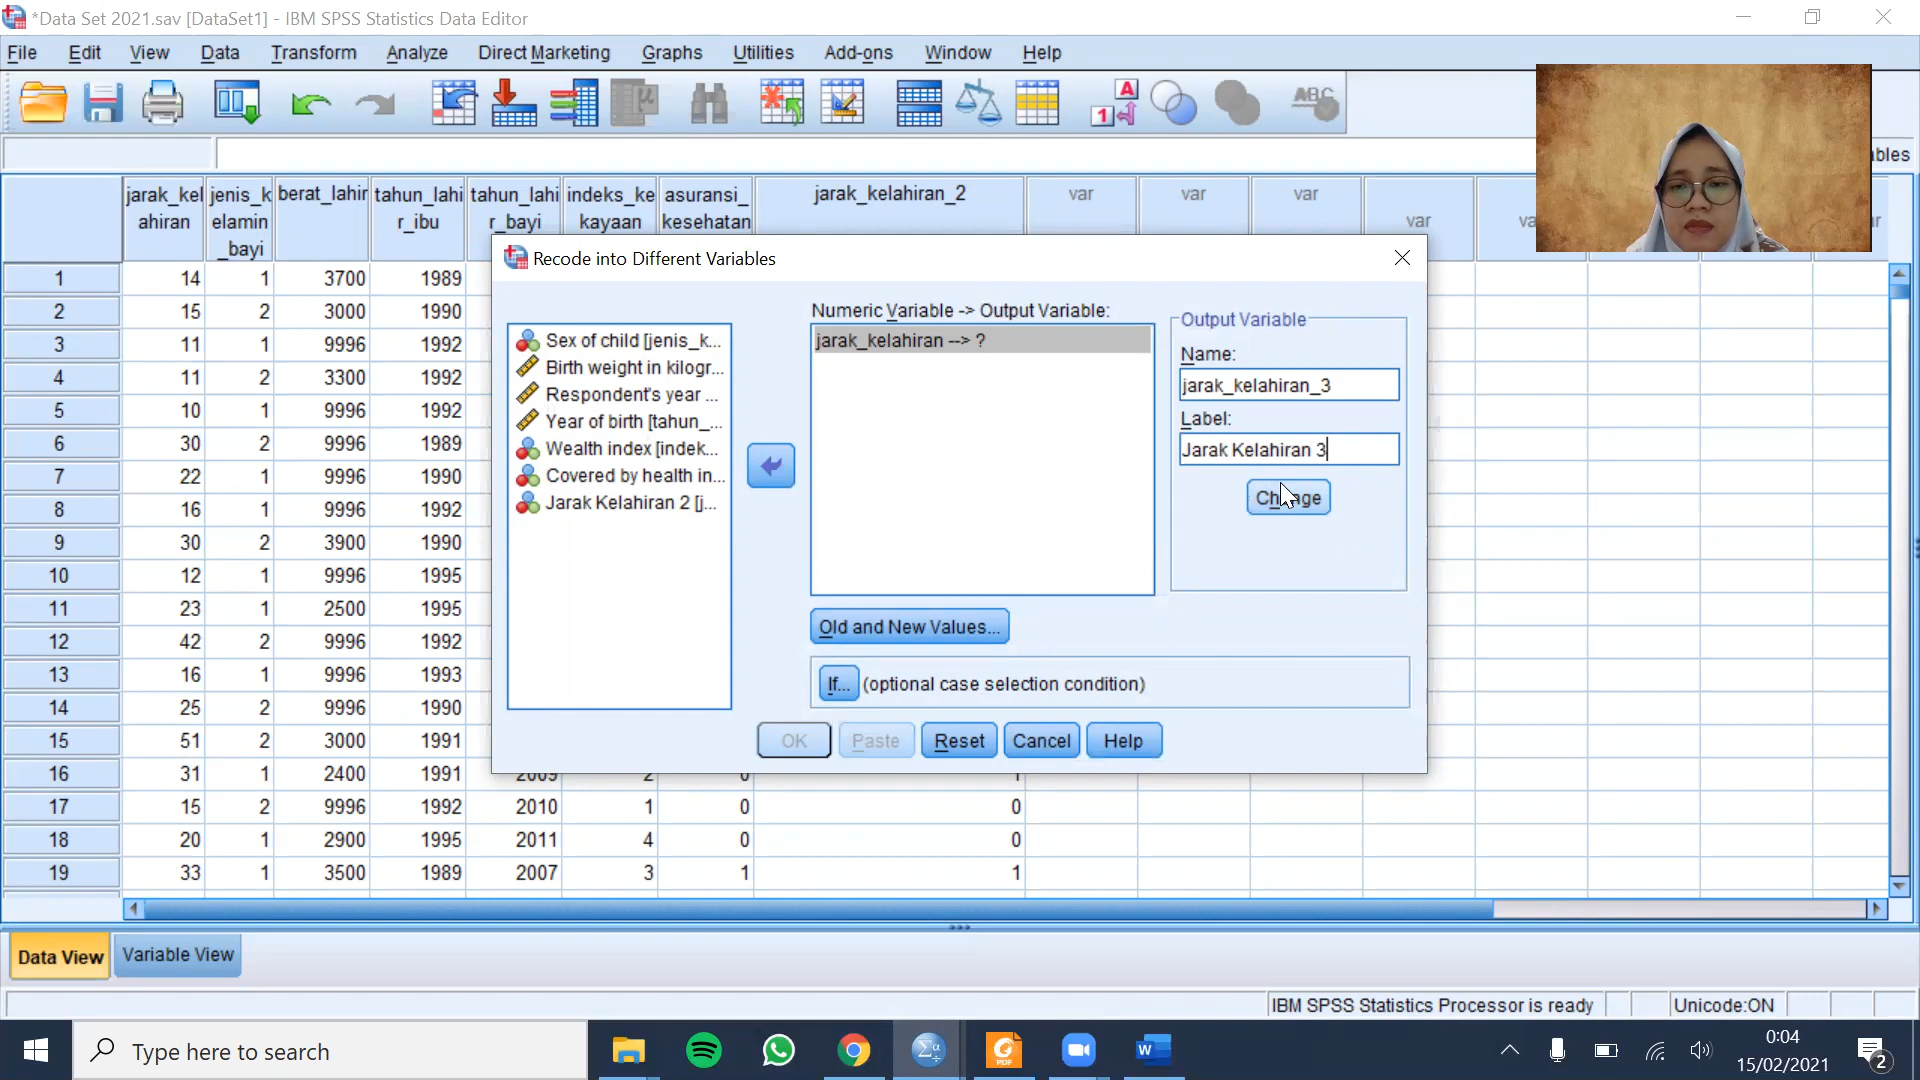 *Data Set 2021.sav [DataSet1] - IBM SPSS Statistics Data Editor
File Edit View Data Transform Analyze Direct Marketing Graphs Utilities Add-ons Window Help
ABC
A
1
bles
jarak_kelahiran jenis_kelamin_bayi berat_lahir tahun_lahir_ibu tahun_lahir_bayi indeks_kekayaan asuransi_kesehatan jarak_kelahiran_2 var var var var
1 14 1 3700 1989
2 15 2 3000 1990
3 11 1 9996 1992
4 11 2 3300 1992
5 10 1 9996 1992
6 30 2 9996 1989
7 22 1 9996 1990
8 16 1 9996 1992
9 30 2 3900 1990
10 12 1 9996 1995
11 23 1 2500 1995
12 42 2 9996 1992
13 16 1 9996 1993
14 25 2 9996 1990
15 51 2 3000 1991
16 31 1 2400 1991 2009 2 0 1
17 15 2 9996 1992 2010 1 0 0
18 20 1 2900 1995 2011 4 0 0
19 33 1 3500 1989 2007 3 1 1
Recode into Different Variables
Sex of child [jenis_k...
Birth weight in kilogr...
Respondent's year ...
Year of birth [tahun_...
Wealth index [indek...
Covered by health in...
Jarak Kelahiran 2 [j...
Numeric Variable -> Output Variable:
jarak_kelahiran --> ?
Output Variable
Name:
jarak_kelahiran_3
Label:
Jarak Kelahiran 3
Change
Old and New Values...
If... (optional case selection condition)
OK Paste Reset Cancel Help
Data View Variable View
IBM SPSS Statistics Processor is ready Unicode:ON
Type here to search
PDF
0:04
15/02/2021
2